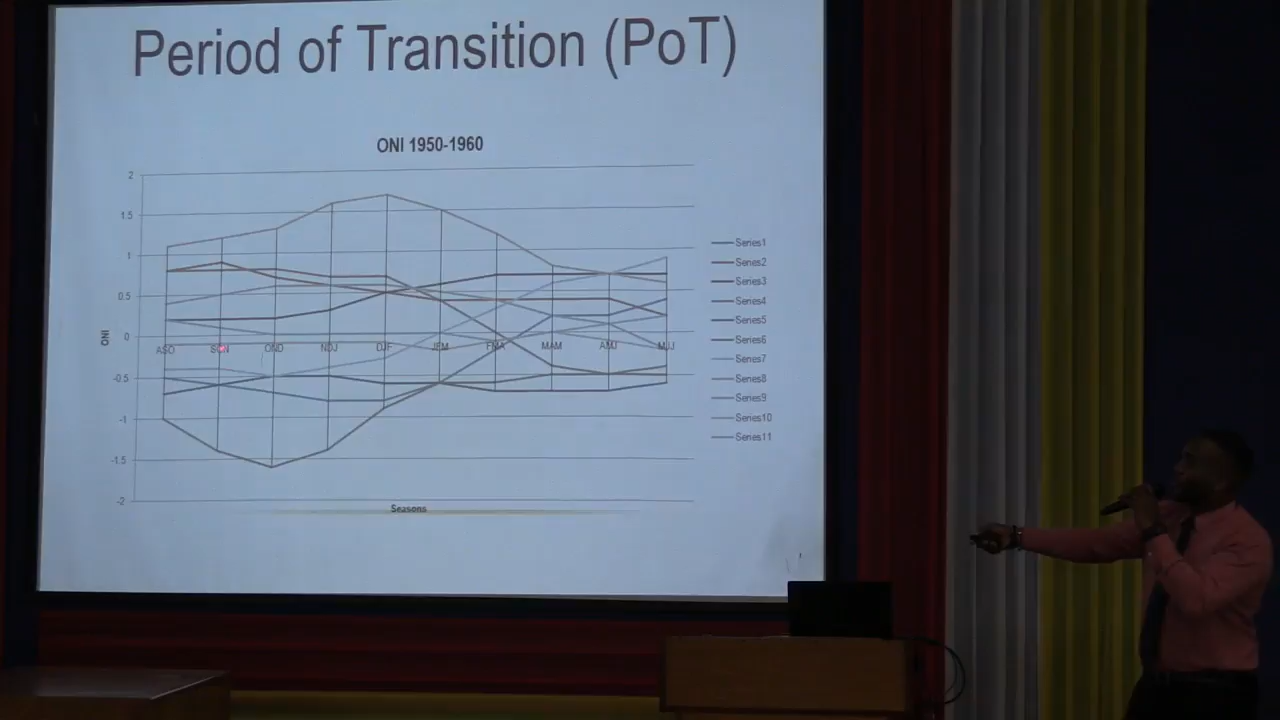 Period of Transition (PoT)
ONI 1950-1960
2
1.5
1
0.5
0
-0.5
-1
-1.5
-2
ONI
ASO SON OND NDJ DJF JFM FMA MAM AMJ MJJ
Seasons
Series1
Series2
Series3
Series4
Series5
Series6
Series7
Series8
Series9
Series10
Series11